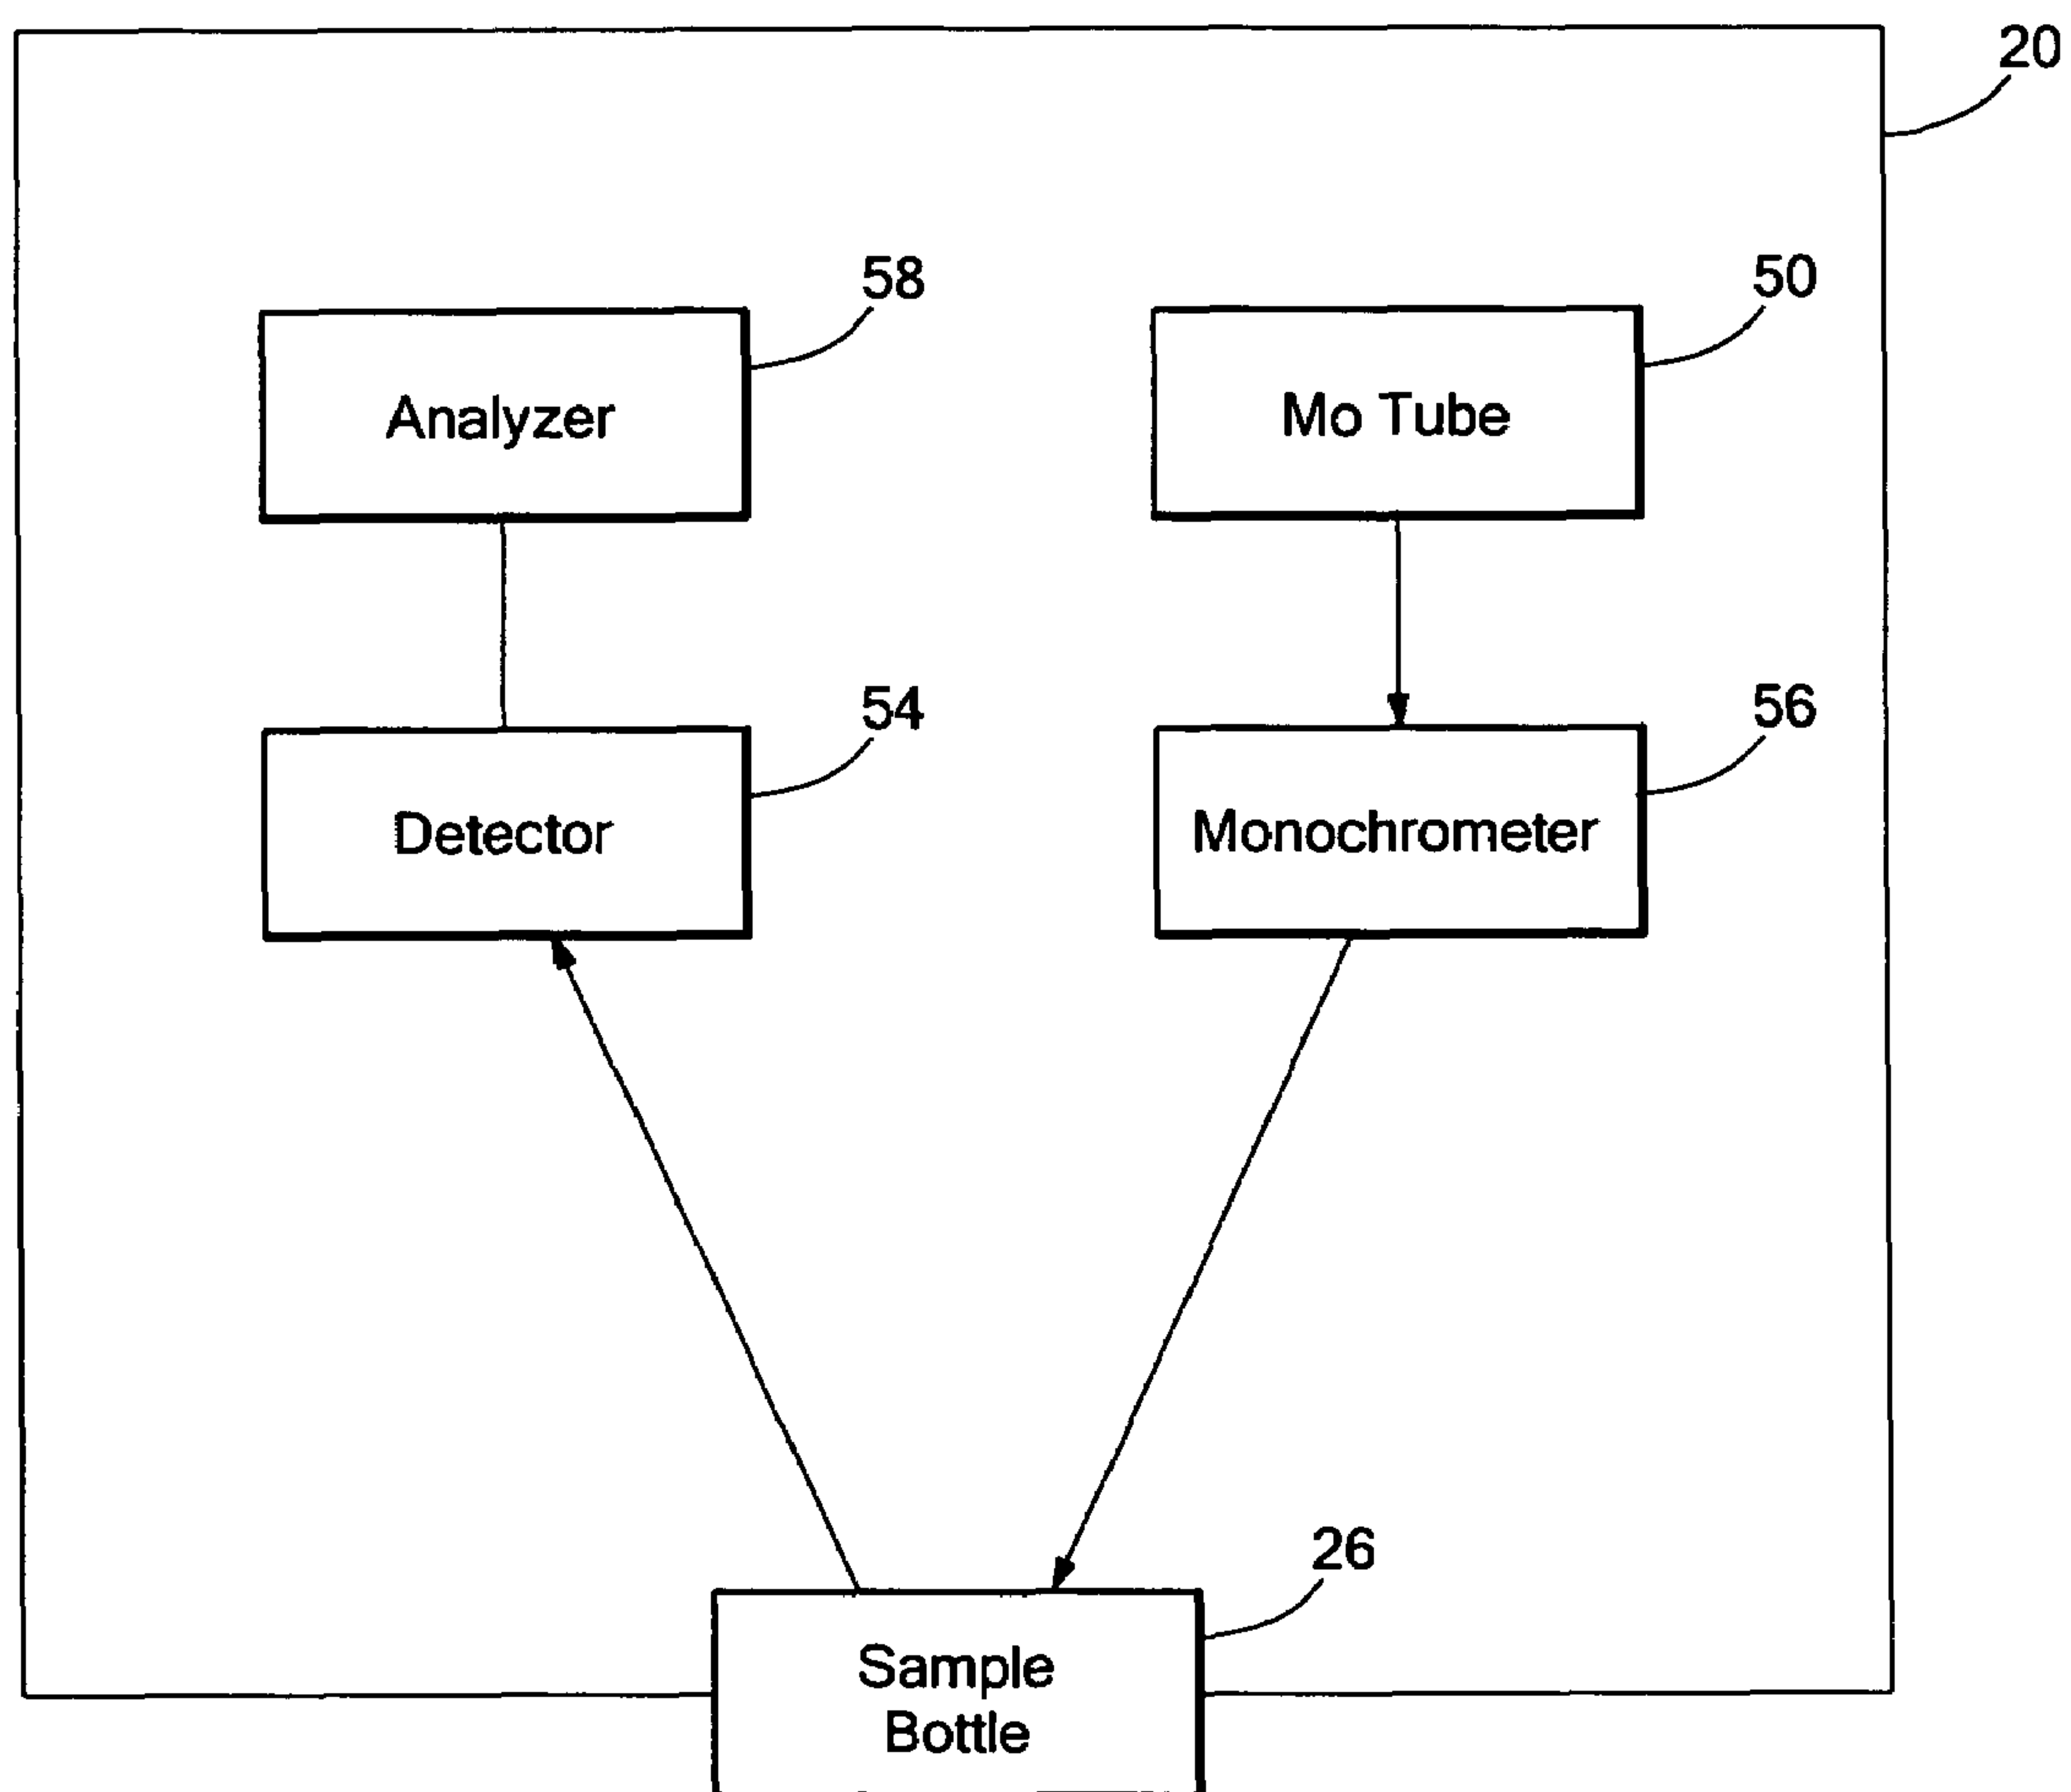 20
58
50
Analyzer
Mo Tube
54
56
Detector
Monochrometer
26
Sample
Bottle